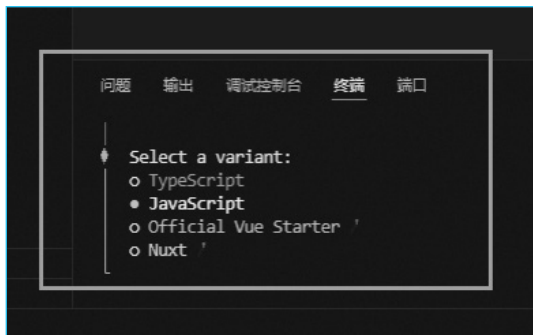 问题 输出 调试控制台 终端 端口
Select a variant:
TypeScript
JavaScript
Official Vue Starter ↗
Nuxt ↗